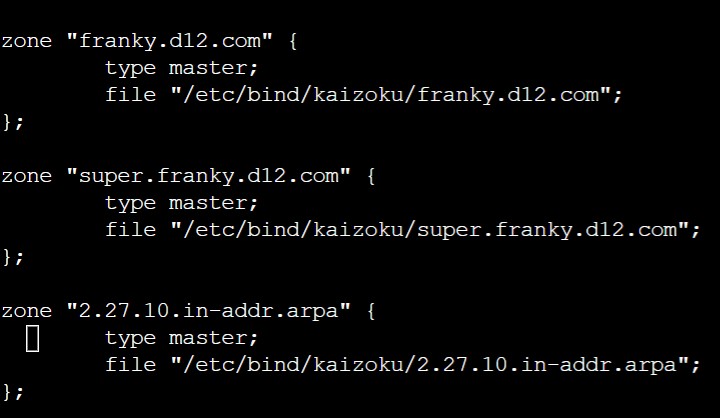 zone "franky.d12.com" {
        type master;
        file "/etc/bind/kaizoku/franky.d12.com";
};

zone "super.franky.d12.com" {
        type master;
        file "/etc/bind/kaizoku/super.franky.d12.com";
};

zone "2.27.10.in-addr.arpa" {
        type master;
        file "/etc/bind/kaizoku/2.27.10.in-addr.arpa";
};